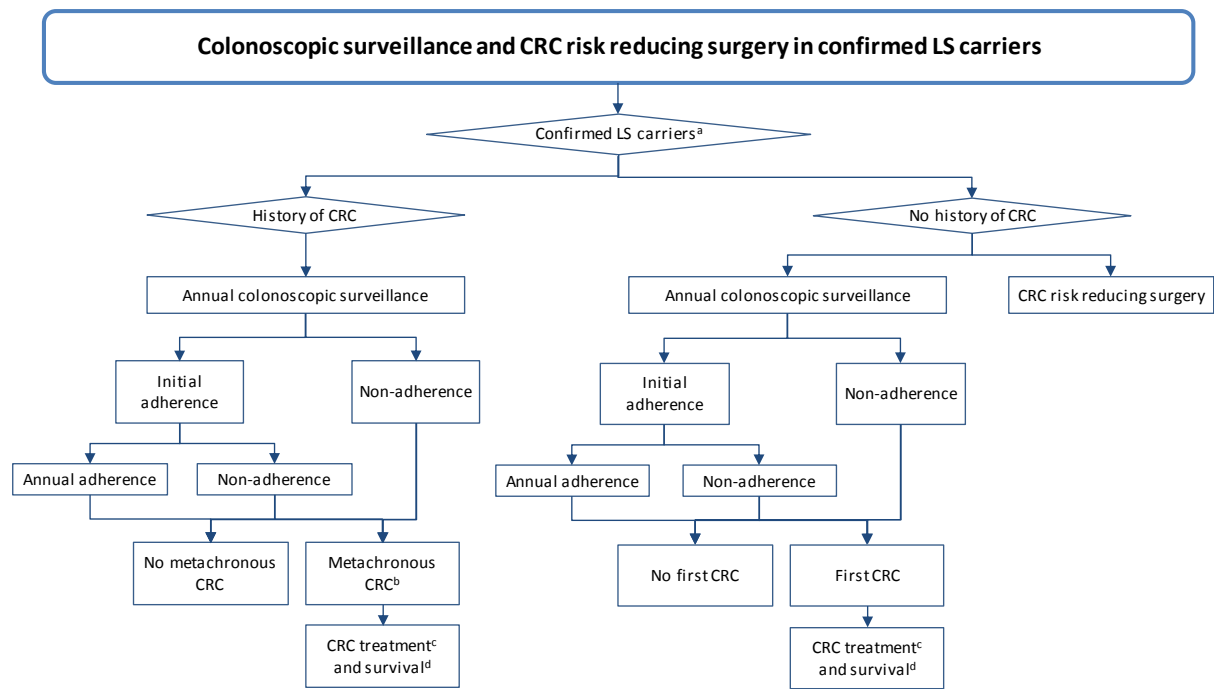 Colonoscopic surveillance and CRC risk reducing surgery in confirmed LS carriers
Confirmed LS carriersᵃ
History of CRC
No history of CRC
Annual colonoscopic surveillance
Annual colonoscopic surveillance
CRC risk reducing surgery
Initial
adherence
Non-adherence
Initial
adherence
Non-adherence
Annual adherence
Non-adherence
Annual adherence
Non-adherence
No metachronous
CRC
Metachronous
CRCᵇ
No first CRC
First CRC
CRC treatmentᶜ
and survivalᵈ
CRC treatmentᶜ
and survivalᵈ